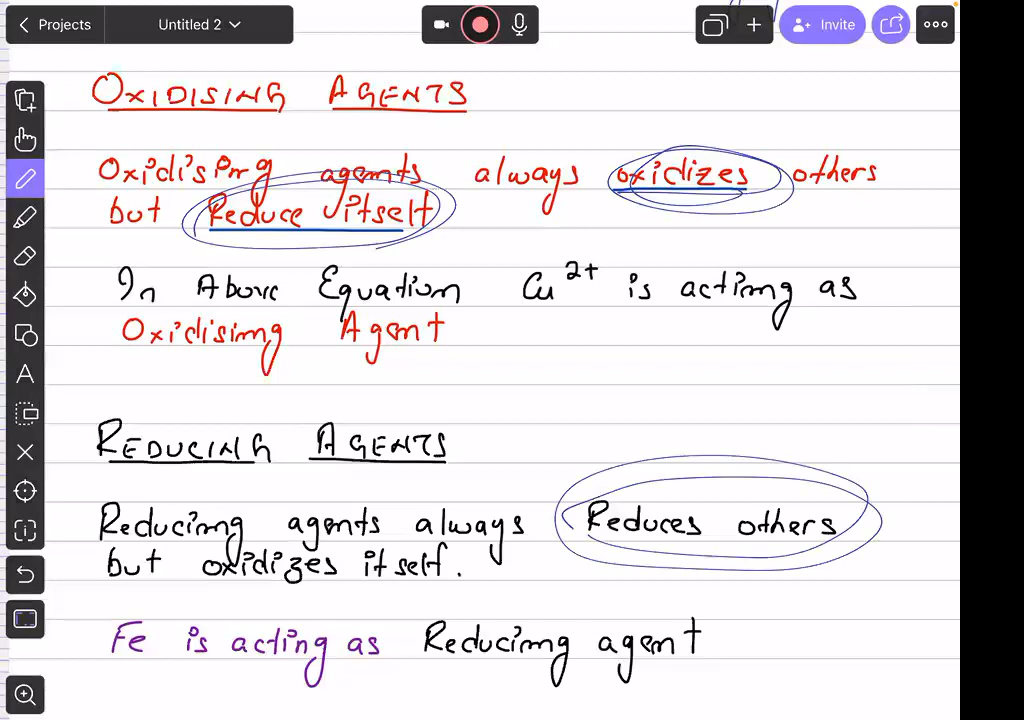 Projects
Untitled 2
Invite
OXIDISING AGENTS
Oxidising agents always oxidizes others
but Reduce itself
In Above Equation Cu²⁺ is acting as
Oxidising Agent
REDUCING AGENTS
Reducing agents always Reduces others
but oxidizes itself.
Fe is acting as Reducing agent